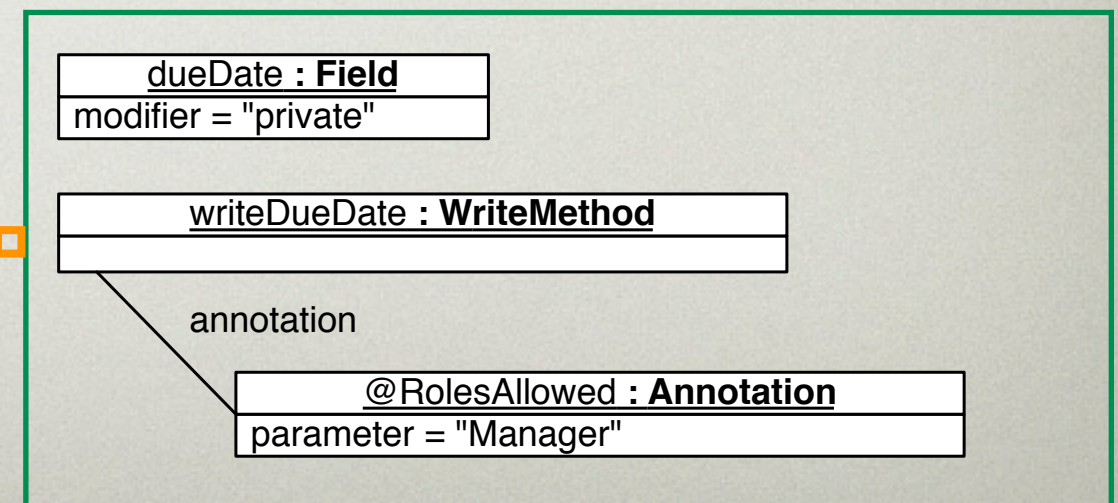 dueDate : Field
modifier = "private"
writeDueDate : WriteMethod
annotation
@RolesAllowed : Annotation
parameter = "Manager"